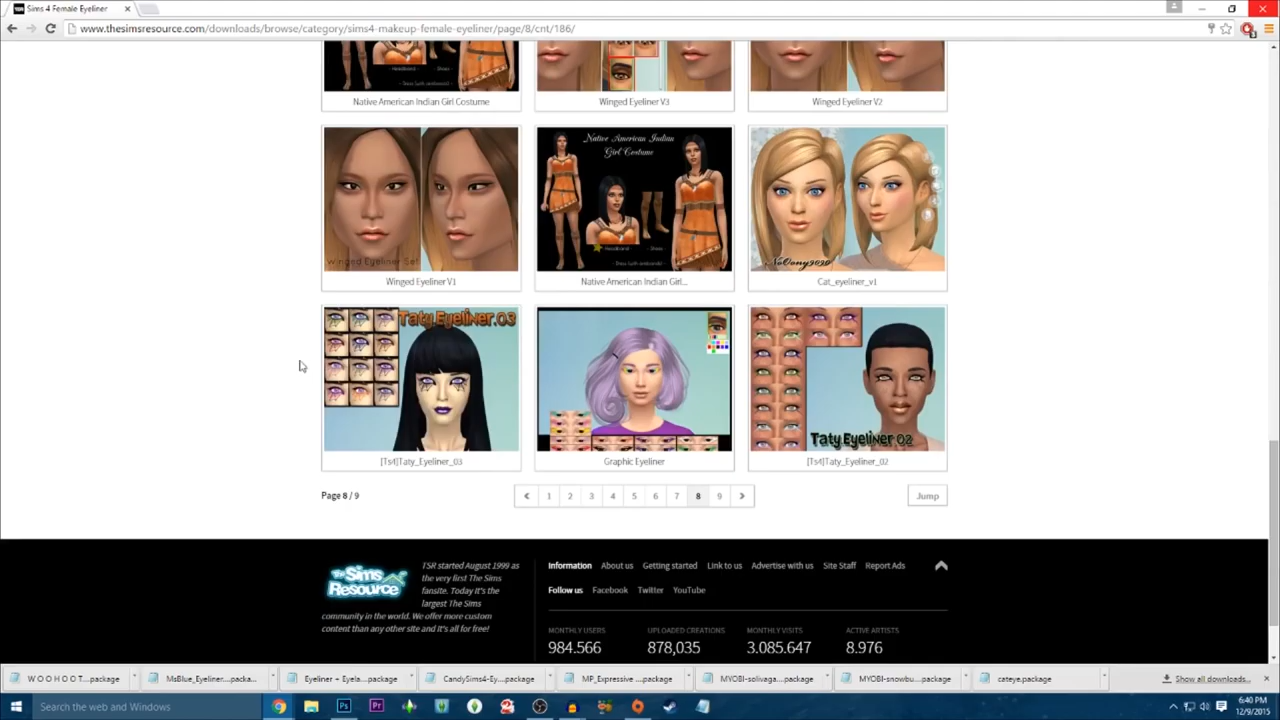 Sims 4 Female Eyeliner
www.thesimsresource.com/downloads/browse/category/sims4-makeup-female-eyeliner/page/8/cnt/186/
Native American Indian Girl Costume
Winged Eyeliner V3
Winged Eyeliner V2
Winged Eyeliner Set
Native American Indian
Girl Costume
Headband
Shoes
NoOony9090
Winged Eyeliner V1
Native American Indian Girl...
Cat_eyeliner_v1
Taty.Eyeliner.03
Taty.Eyeliner 02
[Ts4]Taty_Eyeliner_03
Graphic Eyeliner
[Ts4]Taty_Eyeliner_02
Page 8 / 9
1 2 3 4 5 6 7 8 9
Jump
The Sims Resource
TSR started August 1999 as
the very first The Sims
fansite. Today it's the
largest The Sims
community in the world. We offer more custom
content than any other site and it's all for free!
Information About us Getting started Link to us Advertise with us Site Staff Report Ads
Follow us Facebook Twitter YouTube
MONTHLY USERS UPLOADED CREATIONS MONTHLY VISITS ACTIVE ARTISTS
984.566 878,035 3.085.647 8.976
W O O H O O T....package
MsBlue_Eyeliner....packa...
Eyeliner + Eyela....package
CandySims4-Ey....package
MP_Expressive ....package
MYOBI-solivaga....package
MYOBI-snowbu....package
cateye.package
Show all downloads...
Search the web and Windows
6:40 PM
12/9/2015